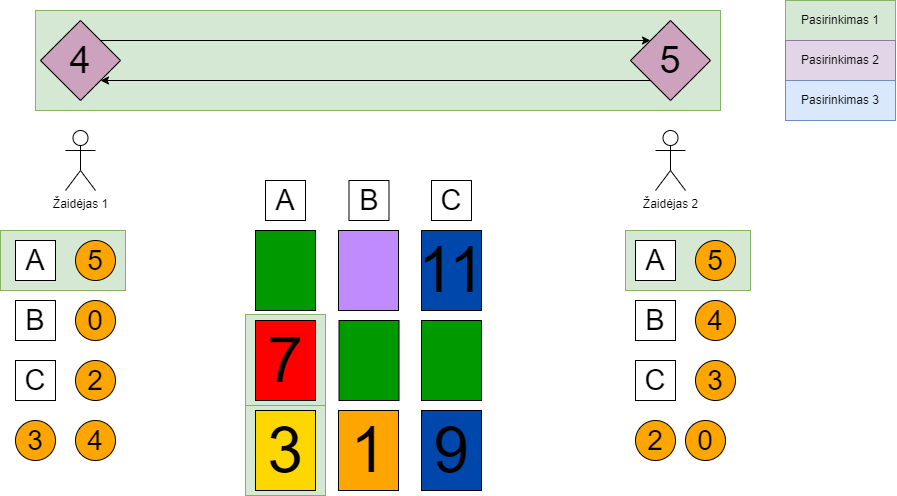 4
5
Pasirinkimas 1
Pasirinkimas 2
Pasirinkimas 3
Žaidėjas 1
Žaidėjas 2
A B C
A 5
B 0
C 2
3 4
11
7
3 1 9
A 5
B 4
C 3
2 0